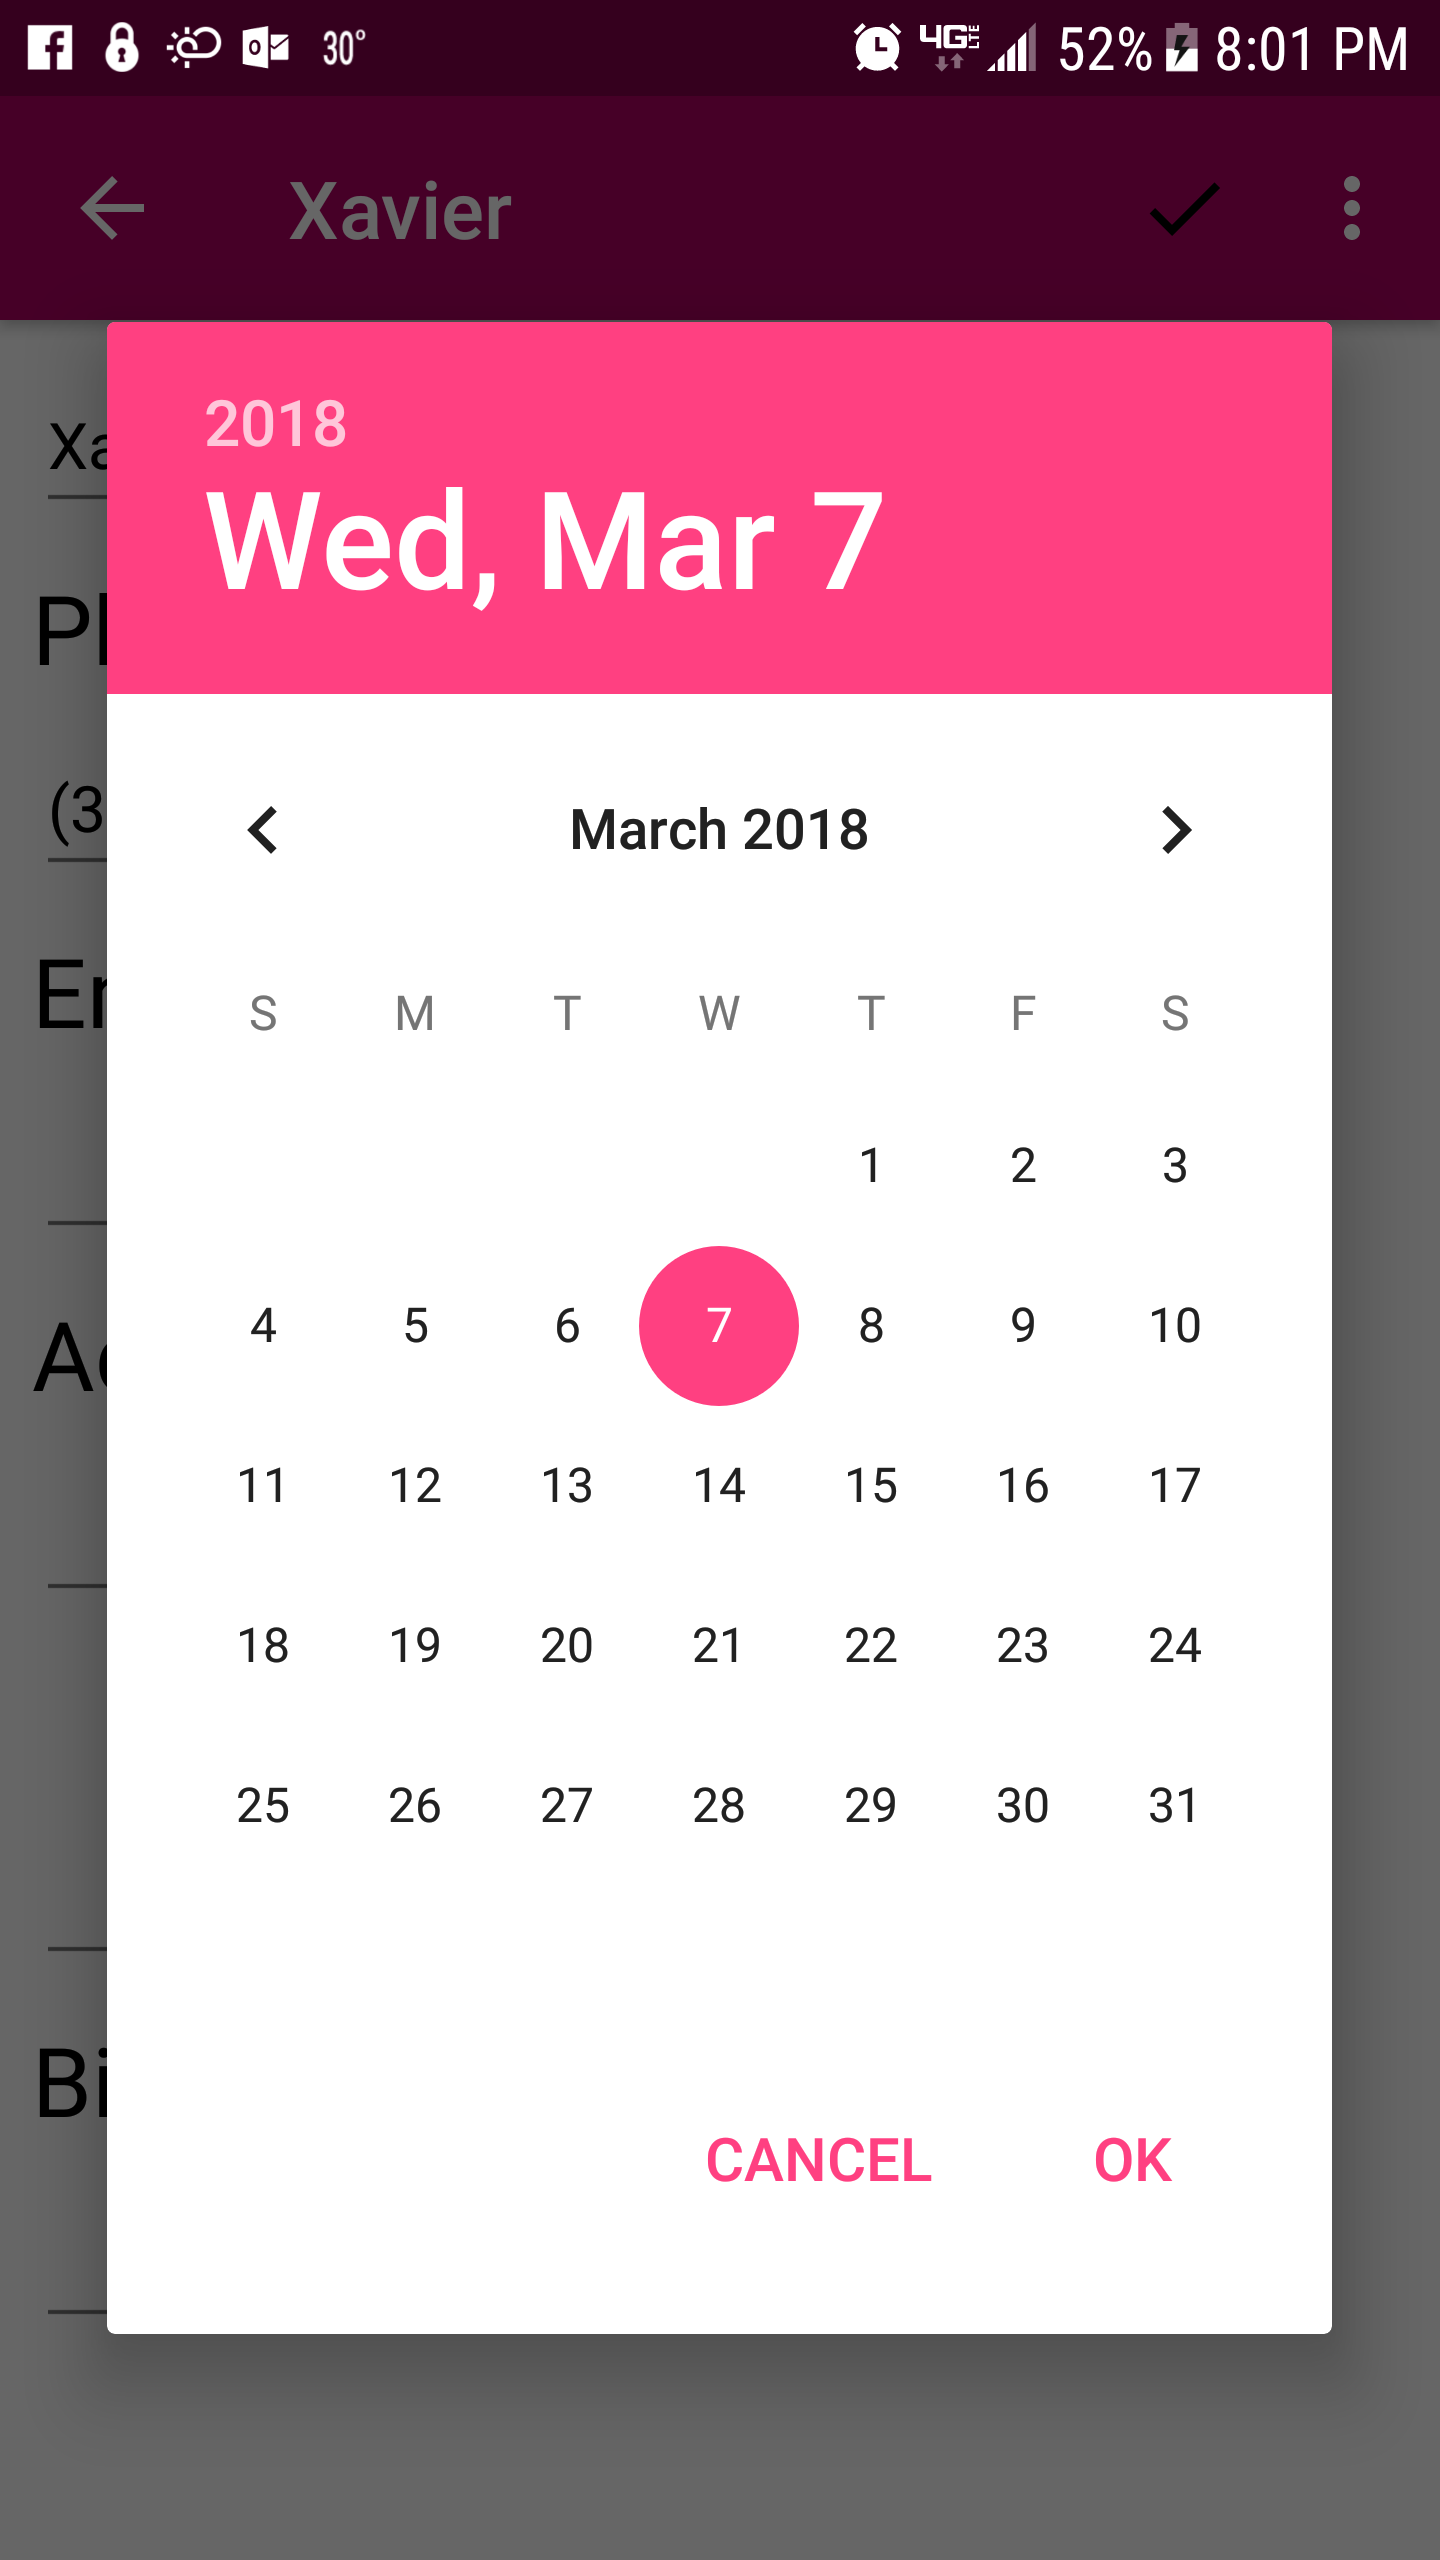 30° 4G LTE 52% 8:01 PM
Xavier
2018
Wed, Mar 7
March 2018
S M T W T F S
1 2 3
4 5 6 7 8 9 10
11 12 13 14 15 16 17
18 19 20 21 22 23 24
25 26 27 28 29 30 31
CANCEL OK